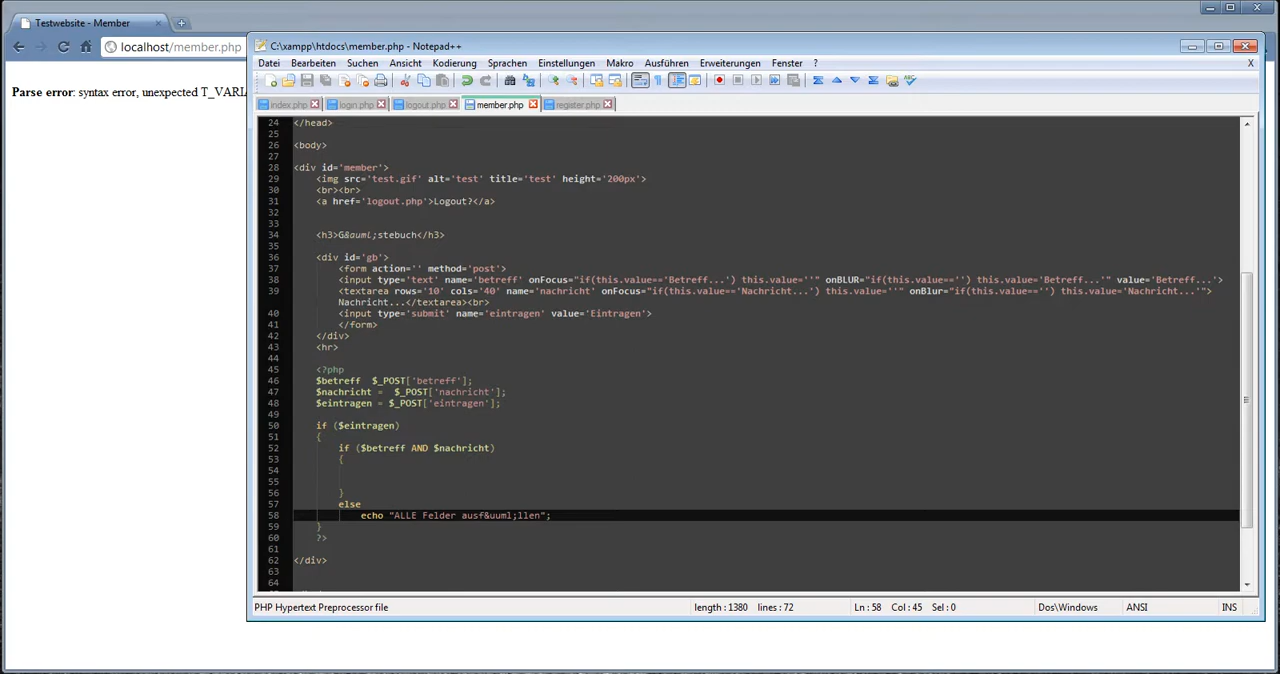 Testwebsite - Member
localhost/member.php
Parse error: syntax error, unexpected T_VARI
C:\xampp\htdocs\member.php - Notepad++
Datei Bearbeiten Suchen Ansicht Kodierung Sprachen Einstellungen Makro Ausführen Erweiterungen Fenster ? X
index.php login.php logout.php member.php register.php
24 </head>
25
26 <body>
27
28 <div id='member'>
29 <img src='test.gif' alt='test' title='test' height='200px'>
30 <br><br>
31 <a href='logout.php'>Logout?</a>
32
33
34 <h3>G&auml;stebuch</h3>
35
36 <div id='gb'>
37 <form action='' method='post'>
38 <input type='text' name='betreff' onFocus="if(this.value=='Betreff...') this.value=''" onBLUR="if(this.value=='') this.value='Betreff...'" value='Betreff...'>
39 <textarea rows='10' cols='40' name='nachricht' onFocus="if(this.value=='Nachricht...') this.value=''" onBlur="if(this.value=='') this.value='Nachricht...'">
Nachricht...</textarea><br>
40 <input type='submit' name='eintragen' value='Eintragen'>
41 </form>
42 </div>
43 <hr>
44
45 <?php
46 $betreff  $_POST['betreff'];
47 $nachricht =  $_POST['nachricht'];
48 $eintragen = $_POST['eintragen'];
49
50 if ($eintragen)
51 {
52 if ($betreff AND $nachricht)
53 {
54
55
56 }
57 else
58 echo "ALLE Felder ausf&uuml;llen";
59 }
60 ?>
61
62 </div>
63
64
PHP Hypertext Preprocessor file length : 1380 lines : 72 Ln : 58 Col : 45 Sel : 0 Dos\Windows ANSI INS